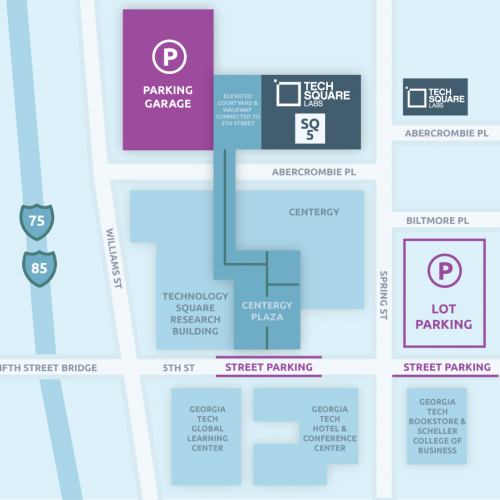 P
PARKING
GARAGE
ELEVATED
COURTYARD &
WALKWAY
CONNECTED TO
5TH STREET
TECH
SQUARE
LABS
SQ
5
TECH
SQUARE
LABS
ABERCROMBIE PL
ABERCROMBIE PL
75
85
WILLIAMS ST
CENTERGY
BILTMORE PL
P
LOT
PARKING
SPRING ST
TECHNOLOGY
SQUARE
RESEARCH
BUILDING
CENTERGY
PLAZA
IFTH STREET BRIDGE
5TH ST
STREET PARKING
STREET PARKING
GEORGIA
TECH
GLOBAL
LEARNING
CENTER
GEORGIA
TECH
HOTEL &
CONFERENCE
CENTER
GEORGIA
TECH
BOOKSTORE &
SCHELLER
COLLEGE OF
BUSINESS